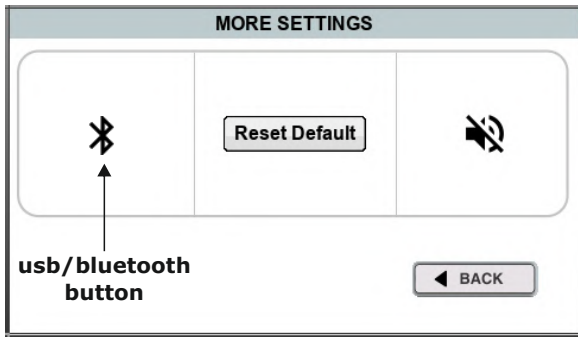 MORE SETTINGS
Reset Default
usb/bluetooth
button
BACK